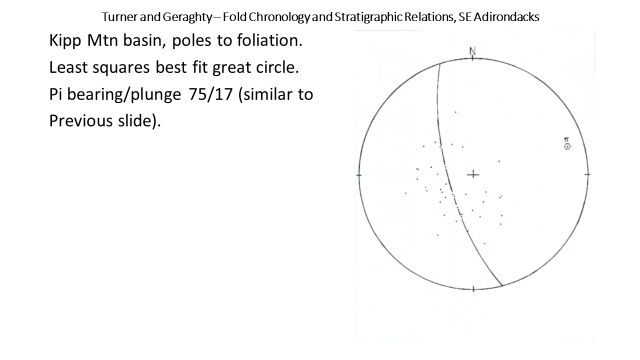 Turner and Geraghty – Fold Chronology and Stratigraphic Relations, SE Adirondacks
Kipp Mtn basin, poles to foliation.
Least squares best fit great circle.
Pi bearing/plunge 75/17 (similar to
Previous slide).
N
π